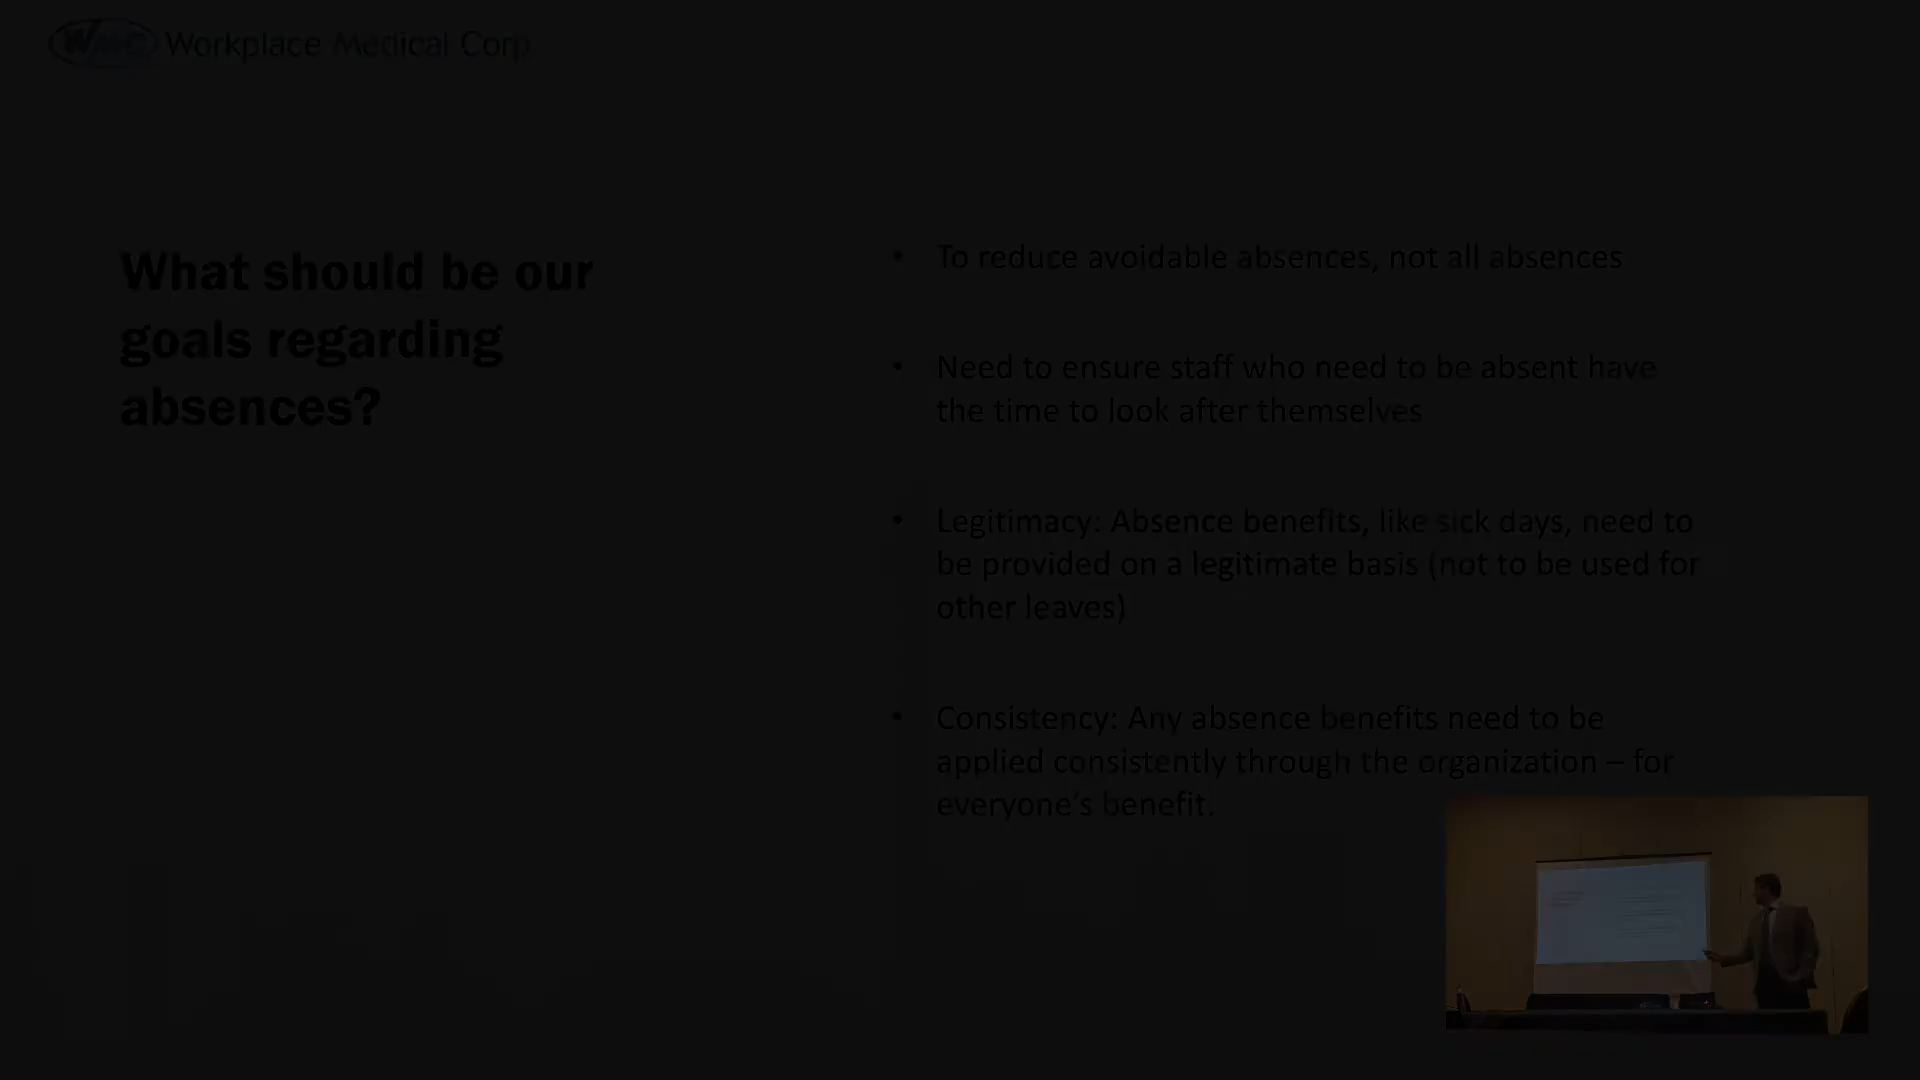 WMC Workplace Medical Corp
What should be our
goals regarding
absences?
• To reduce avoidable absences, not all absences
• Need to ensure staff who need to be absent have
the time to look after themselves
• Legitimacy: Absence benefits, like sick days, need to
be provided on a legitimate basis (not to be used for
other leaves)
• Consistency: Any absence benefits need to be
applied consistently through the organization – for
everyone's benefit.